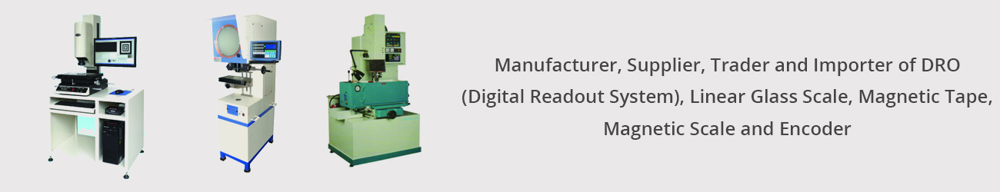 Manufacturer, Supplier, Trader and Importer of DRO
(Digital Readout System), Linear Glass Scale, Magnetic Tape,
Magnetic Scale and Encoder